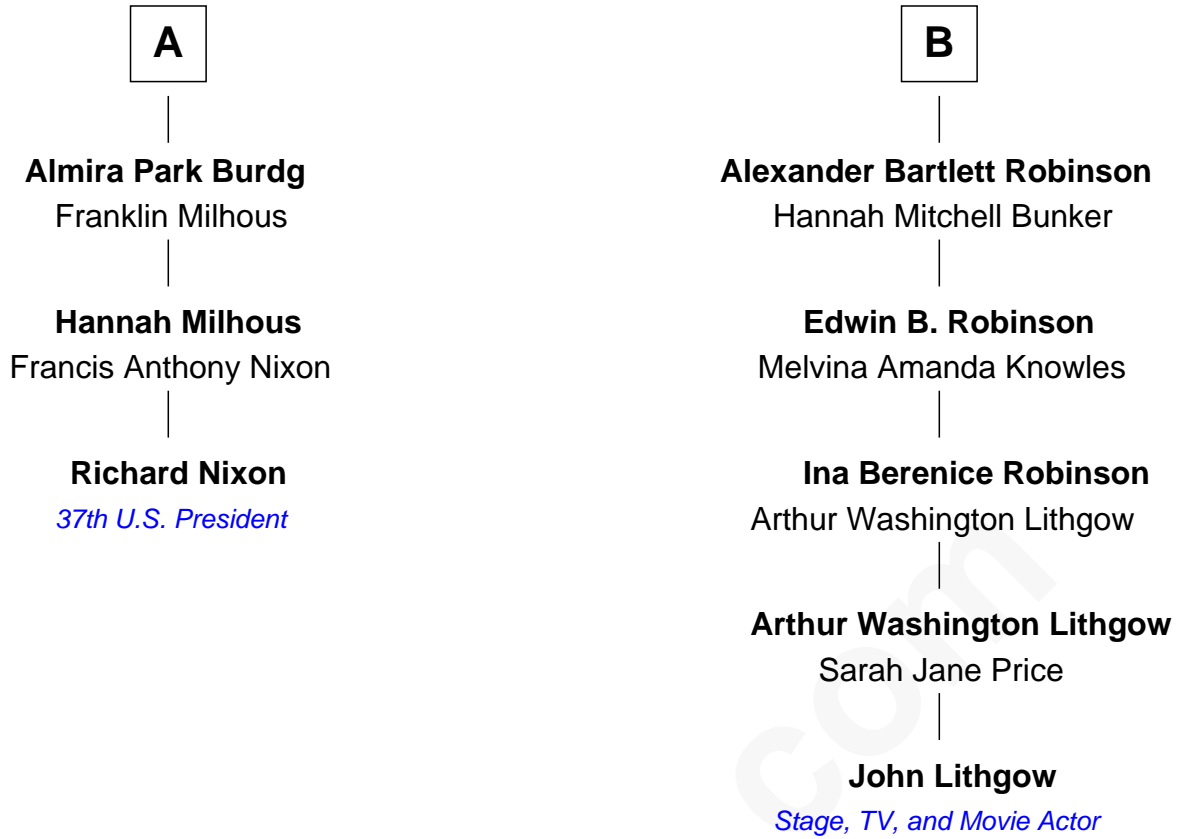 A
Almira Park Burdg
Franklin Milhous
Hannah Milhous
Francis Anthony Nixon
Richard Nixon
37th U.S. President
B
Alexander Bartlett Robinson
Hannah Mitchell Bunker
Edwin B. Robinson
Melvina Amanda Knowles
Ina Berenice Robinson
Arthur Washington Lithgow
Arthur Washington Lithgow
Sarah Jane Price
John Lithgow
Stage, TV, and Movie Actor
com